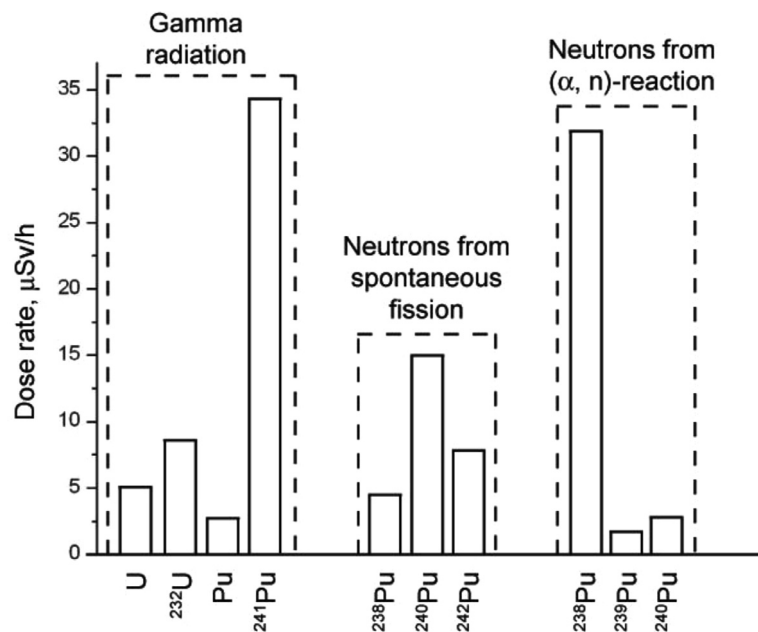 Gamma
radiation
Neutrons from
(α, n)-reaction
Neutrons from
spontaneous
fission
Dose rate, μSv/h
35
30
25
20
15
10
5
0
U
²³²U
Pu
²⁴¹Pu
²³⁸Pu
²⁴⁰Pu
²⁴²Pu
²³⁸Pu
²³⁹Pu
²⁴⁰Pu